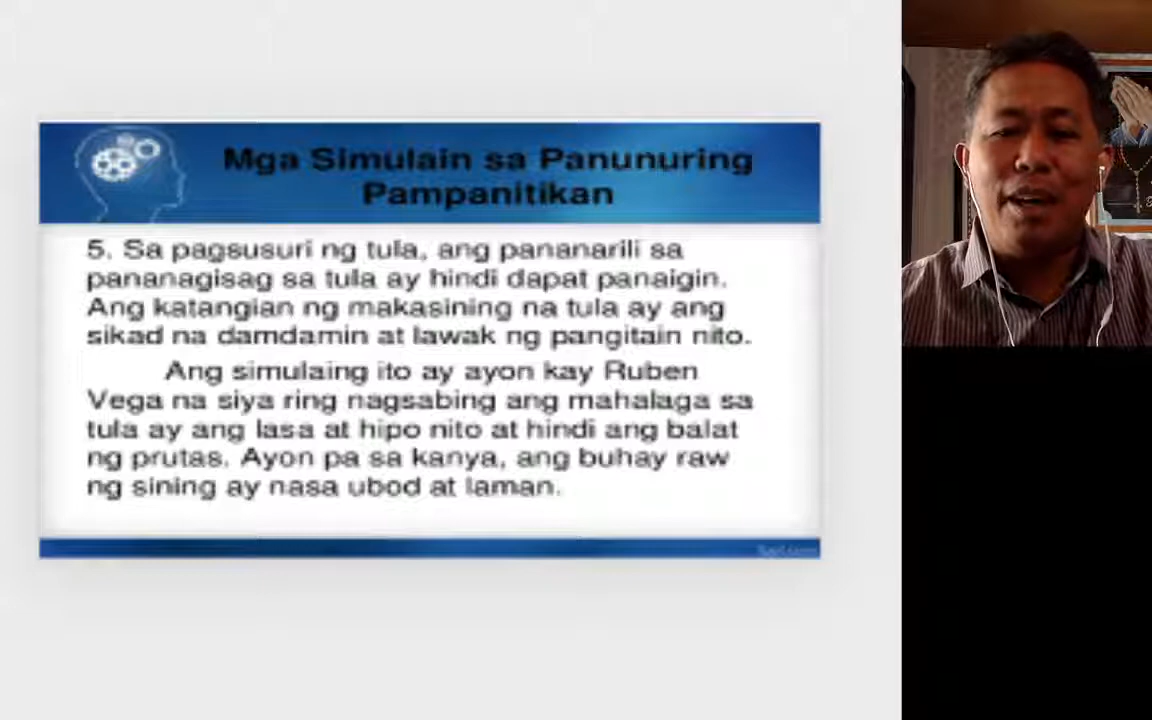 Mga Simulain sa Panunuring
Pampanitikan
5. Sa pagsusuri ng tula, ang pananarili sa
pananagisag sa tula ay hindi dapat panaigin.
Ang katangian ng makasining na tula ay ang
sikad na damdamin at lawak ng pangitain nito.
Ang simulaing ito ay ayon kay Ruben
Vega na siya ring nagsabing ang mahalaga sa
tula ay ang lasa at hipo nito at hindi ang balat
ng prutas. Ayon pa sa kanya, ang buhay raw
ng sining ay nasa ubod at laman.